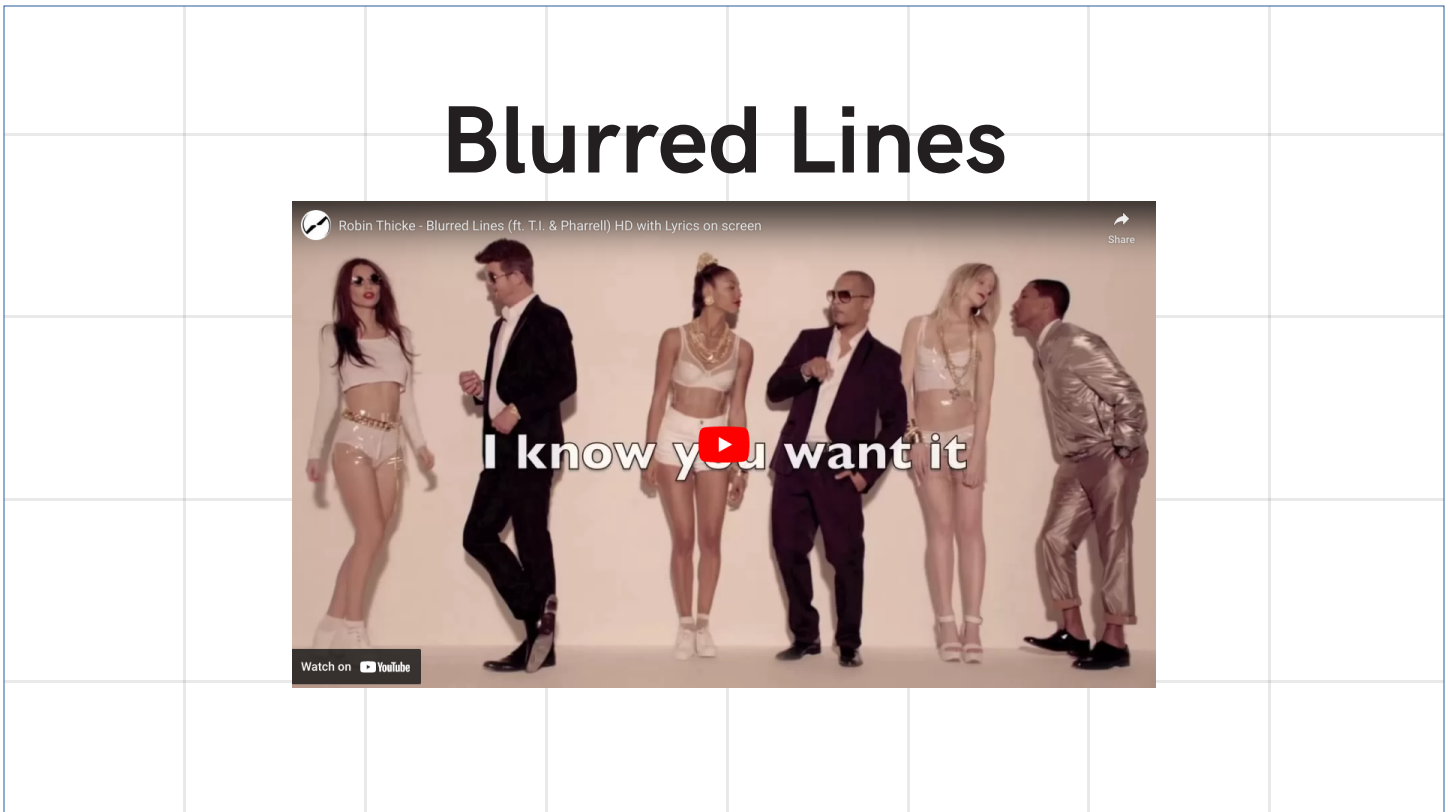 Blurred Lines
Robin Thicke - Blurred Lines (ft. T.I. & Pharrell) HD with Lyrics on screen
Share
I know you want it
Watch on YouTube